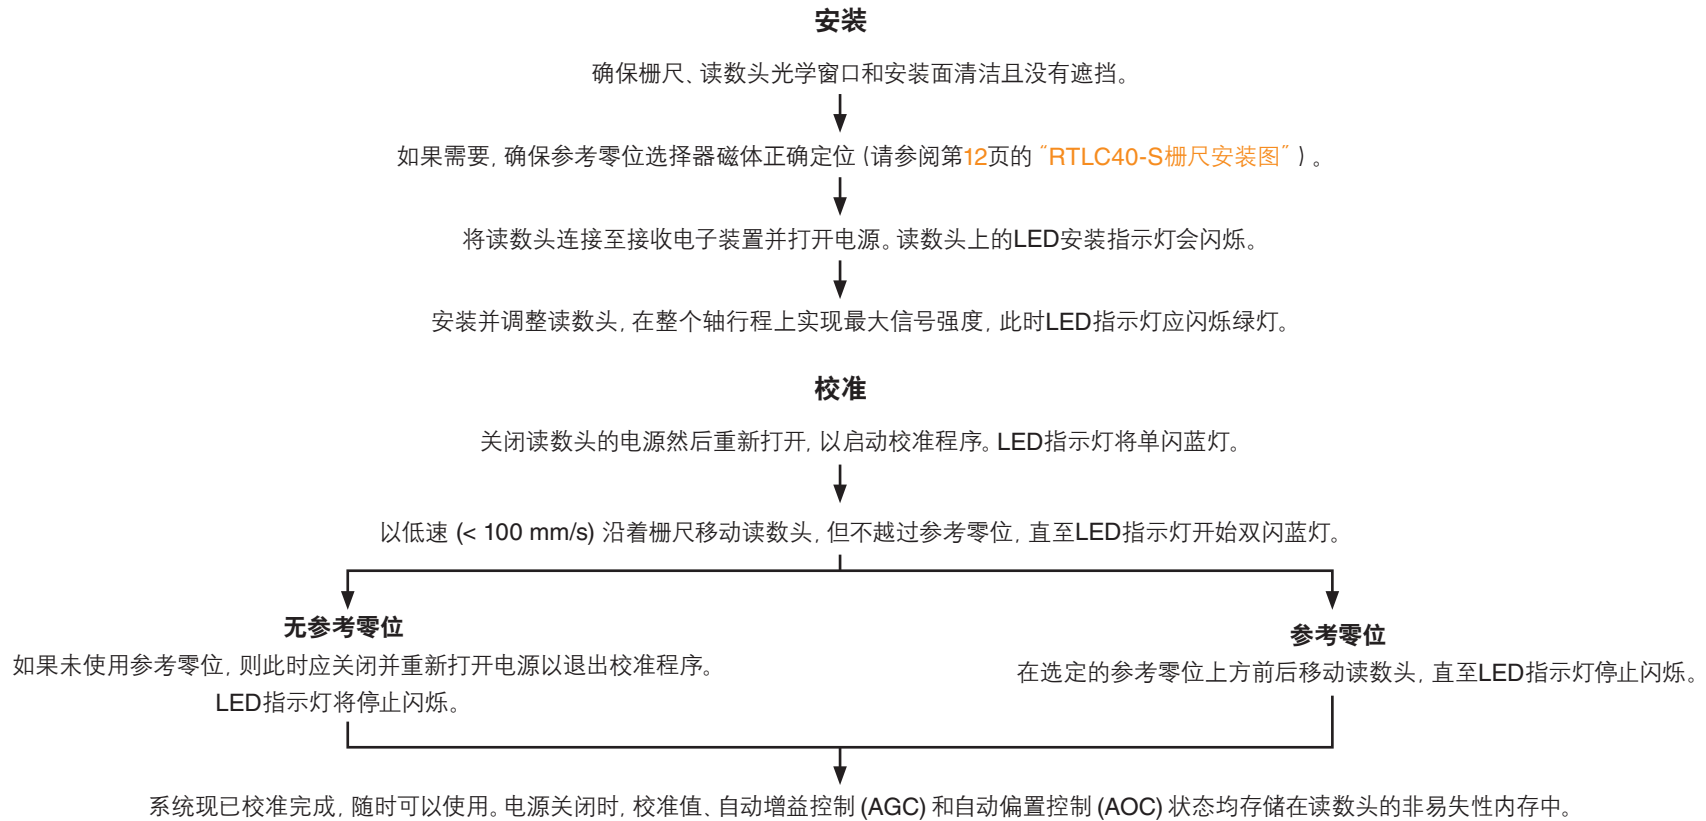 安装
确保栅尺、读数头光学窗口和安装面清洁且没有遮挡。
如果需要，确保参考零位选择器磁体正确定位（请参阅第12页的“RTLC40-S栅尺安装图”）。
将读数头连接至接收电子装置并打开电源。读数头上的LED安装指示灯会闪烁。
安装并调整读数头，在整个轴行程上实现最大信号强度，此时LED指示灯应闪烁绿灯。
校准
关闭读数头的电源然后重新打开，以启动校准程序。LED指示灯将单闪蓝灯。
以低速 (< 100 mm/s) 沿着栅尺移动读数头，但不越过参考零位，直至LED指示灯开始双闪蓝灯。
无参考零位
如果未使用参考零位，则此时应关闭并重新打开电源以退出校准程序。
LED指示灯将停止闪烁。
参考零位
在选定的参考零位上方前后移动读数头，直至LED指示灯停止闪烁。
系统现已校准完成，随时可以使用。电源关闭时，校准值、自动增益控制 (AGC) 和自动偏置控制 (AOC) 状态均存储在读数头的非易失性内存中。